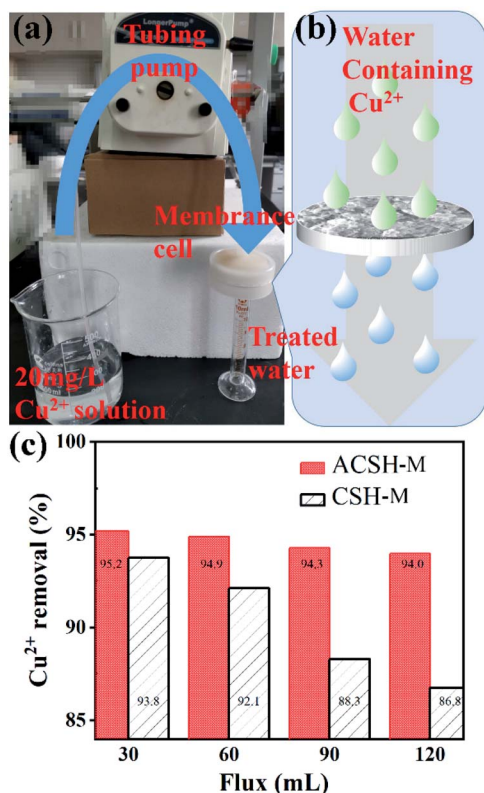 (a)
LongerPump
Tubing
pump
Membrance
cell
Treated
water
20mg/L
Cu²⁺ solution
(b)
Water
Containing
Cu²⁺
(c)
100
95
90
85
Cu²⁺ removal (%)
ACSH-M
CSH-M
95,2
93.8
94,9
92.1
94,3
88,3
94.0
86,8
30
60
90
120
Flux (mL)